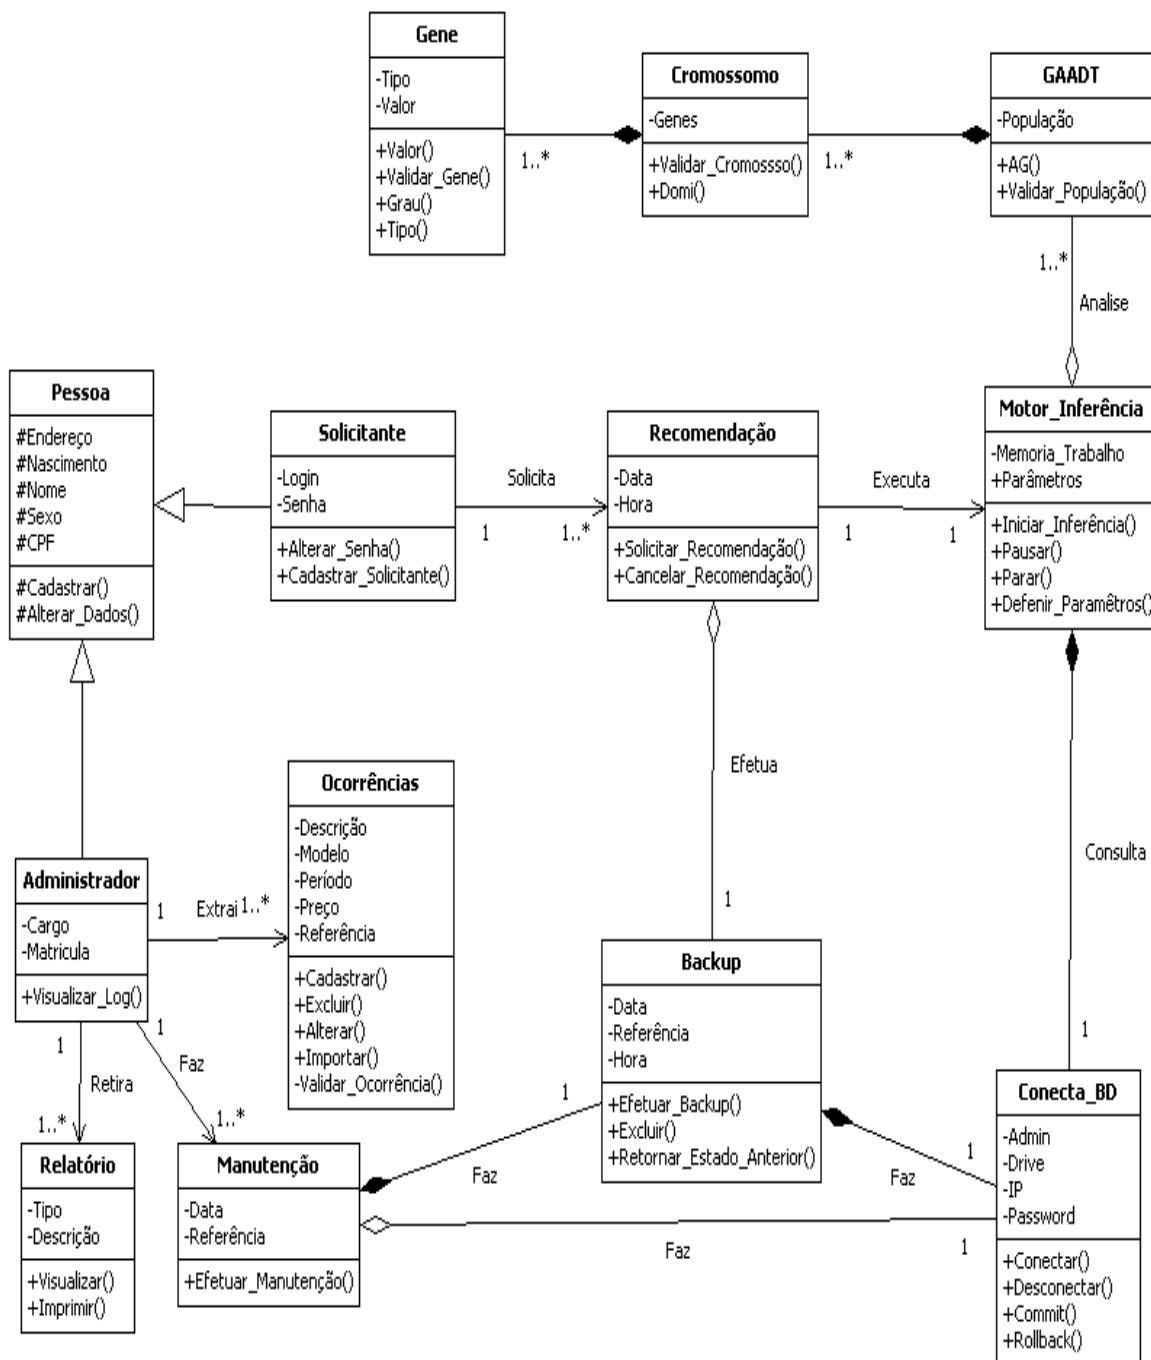 Gene
-Tipo
-Valor
+Valor()
+Validar_Gene()
+Grau()
+Tipo()
1..*
Cromossomo
-Genes
+Validar_Cromossso()
+Domi()
1..*
GAADT
-População
+AG()
+Validar_População()
1..*
Analise
Pessoa
#Endereço
#Nascimento
#Nome
#Sexo
#CPF
#Cadastrar()
#Alterar_Dados()
Solicitante
-Login
-Senha
+Alterar_Senha()
+Cadastrar_Solicitante()
Solicita
1
1..*
Recomendação
-Data
-Hora
+Solicitar_Recomendação()
+Cancelar_Recomendação()
Executa
1
1
Motor_Inferência
-Memoria_Trabalho
+Parâmetros
+Iniciar_Inferência()
+Pausar()
+Parar()
+Defenir_Paramêtros()
Efetua
1
Consulta
1
Administrador
-Cargo
-Matricula
+Visualizar_Log()
1
Extrai
1..*
Ocorrências
-Descrição
-Modelo
-Período
-Preço
-Referência
+Cadastrar()
+Excluir()
+Alterar()
+Importar()
-Validar_Ocorrência()
1
Retira
1..*
1
Faz
1..*
Relatório
-Tipo
-Descrição
+Visualizar()
+Imprimir()
Manutenção
-Data
-Referência
+Efetuar_Manutenção()
1
Faz
Backup
-Data
-Referência
-Hora
+Efetuar_Backup()
+Excluir()
+Retornar_Estado_Anterior()
1
Faz
Faz
1
Conecta_BD
-Admin
-Drive
-IP
-Password
+Conectar()
+Desconectar()
+Commit()
+Rollback()